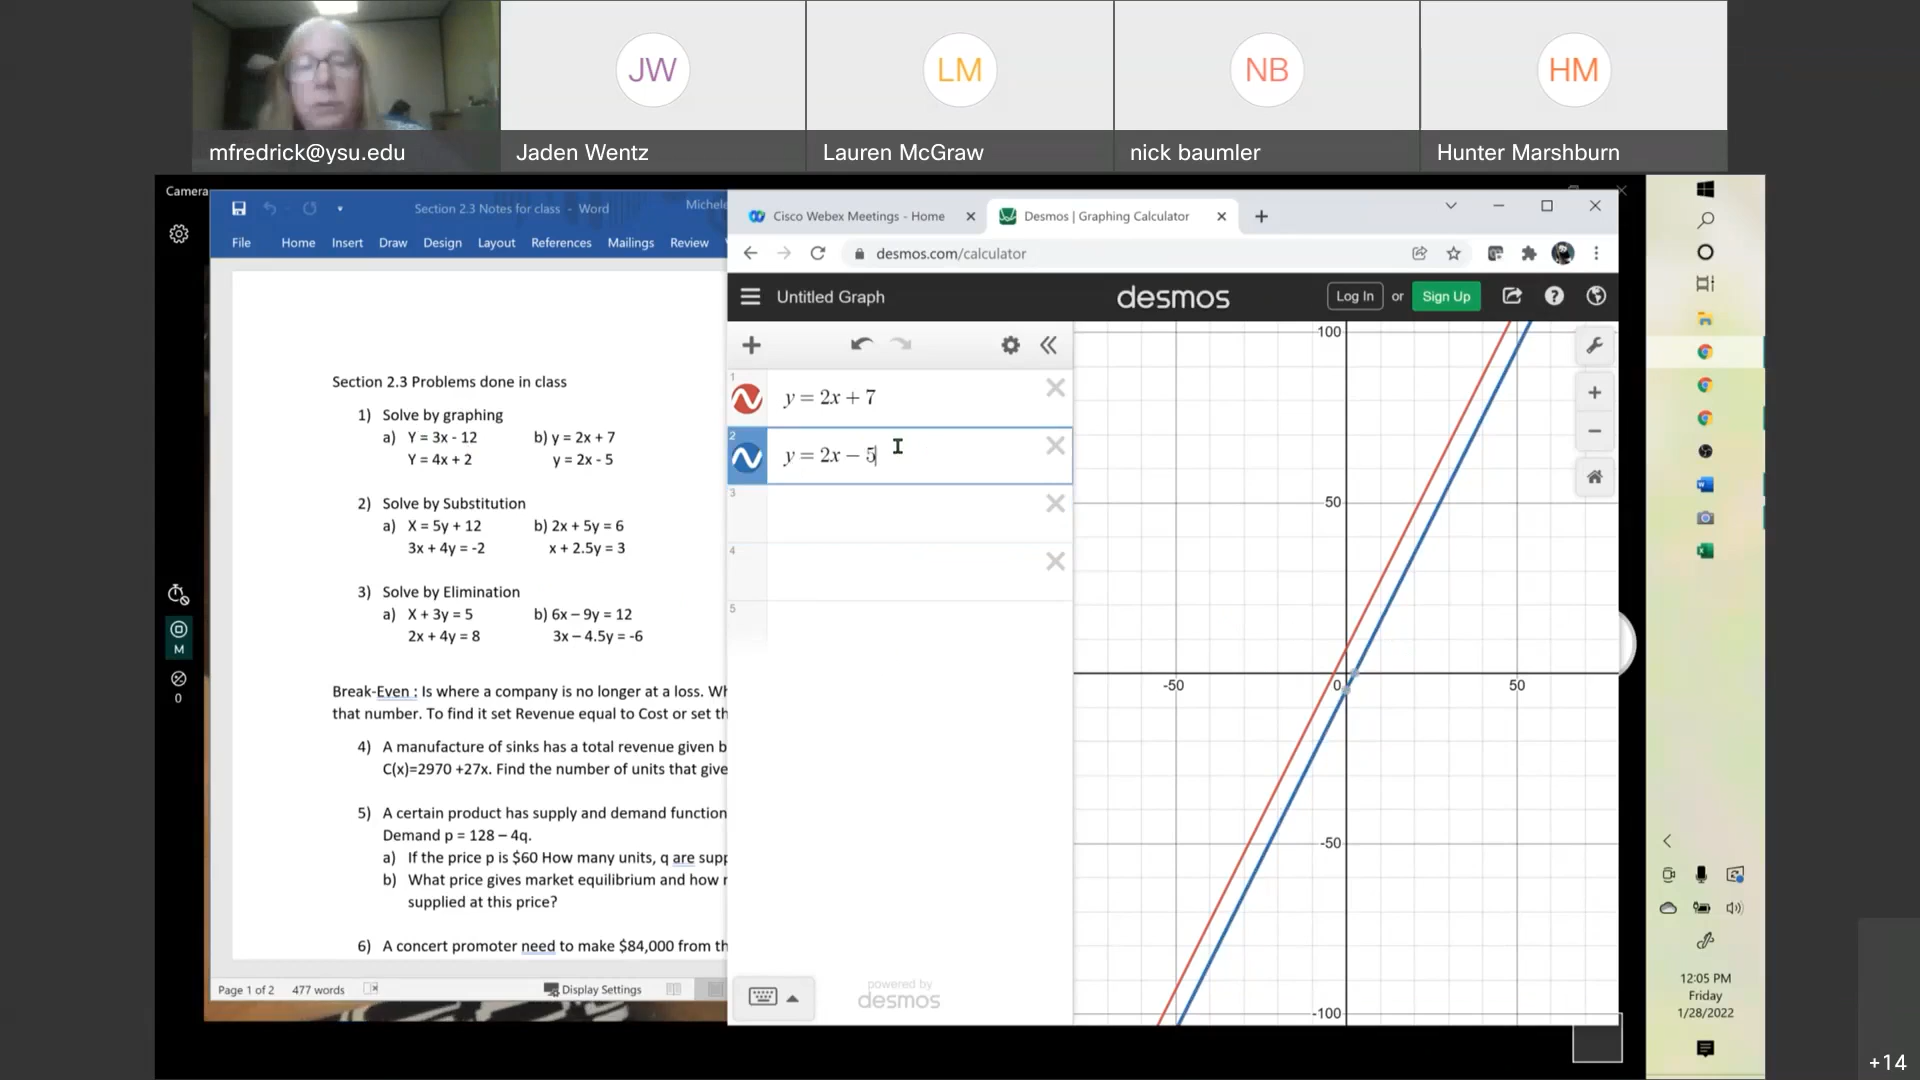 JW
LM
NB
HM
mfredrick@ysu.edu
Jaden Wentz
Lauren McGraw
nick baumler
Hunter Marshburn
Camera
Section 2.3 Notes for class - Word
Michele
File Home Insert Draw Design Layout References Mailings Review
Section 2.3 Problems done in class
1) Solve by graphing
a) Y = 3x - 12 b) y = 2x + 7
Y = 4x + 2 y = 2x - 5
2) Solve by Substitution
a) X = 5y + 12 b) 2x + 5y = 6
3x + 4y = -2 x + 2.5y = 3
3) Solve by Elimination
a) X + 3y = 5 b) 6x – 9y = 12
2x + 4y = 8 3x – 4.5y = -6
Break-Even : Is where a company is no longer at a loss.
that number. To find it set Revenue equal to Cost or set
4) A manufacture of sinks has a total revenue given
C(x)=2970 +27x. Find the number of units that
5) A certain product has supply and demand function
Demand p = 128 – 4q.
a) If the price p is $60 How many units, q are
b) What price gives market equilibrium and how
supplied at this price?
6) A concert promoter need to make $84,000 from
Page 1 of 2 477 words Display Settings
M
0
Cisco Webex Meetings - Home
Desmos | Graphing Calculator
desmos.com/calculator
Untitled Graph
desmos
Log In or Sign Up
1
y = 2x + 7
2
y = 2x − 5
3
4
5
powered by
desmos
100
50
-50 0 50
-50
-100
12:05 PM
Friday
1/28/2022
+14